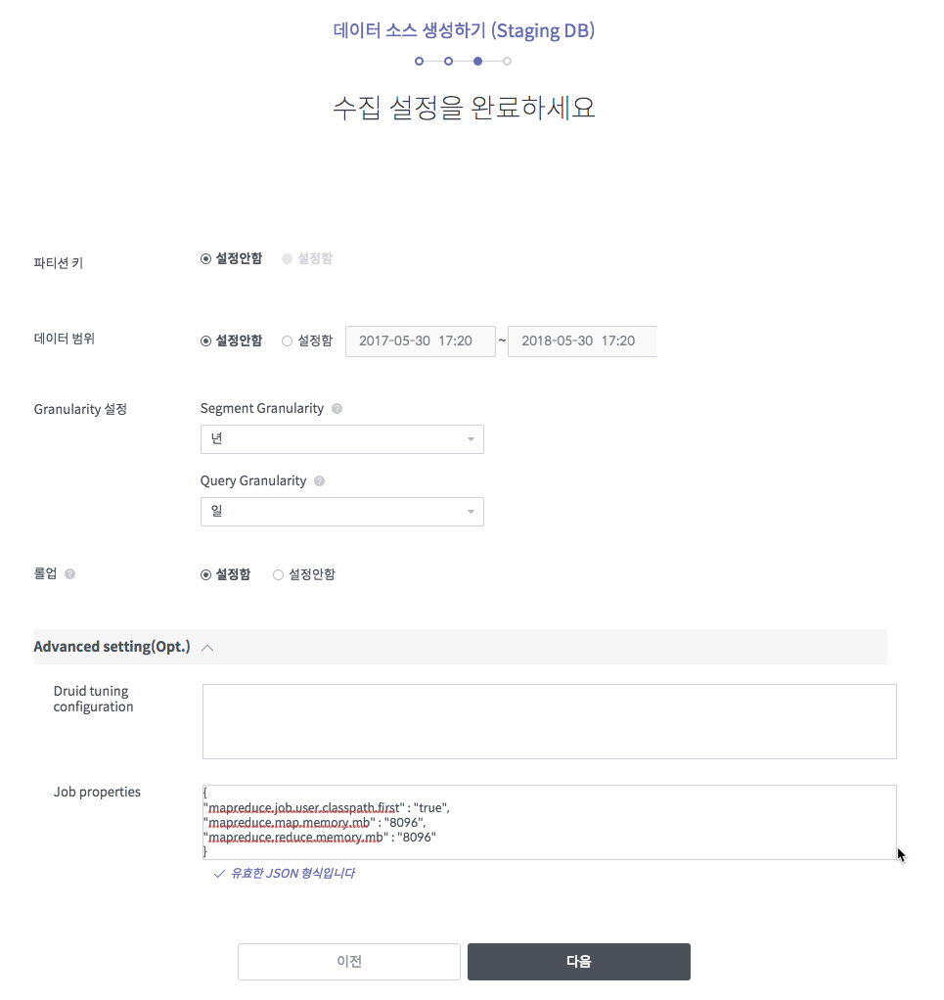 데이터 소스 생성하기 (Staging DB)
수집 설정을 완료하세요
파티션 키
설정안함 설정함
데이터 범위
설정안함 설정함 2017-05-30 17:20 ~ 2018-05-30 17:20
Granularity 설정
Segment Granularity ?
년
Query Granularity ?
일
롤업 ?
설정함 설정안함
Advanced setting(Opt.)
Druid tuning
configuration
Job properties
{
"mapreduce.job.user.classpath.first" : "true",
"mapreduce.map.memory.mb" : "8096",
"mapreduce.reduce.memory.mb" : "8096"
}
유효한 JSON 형식입니다
이전 다음